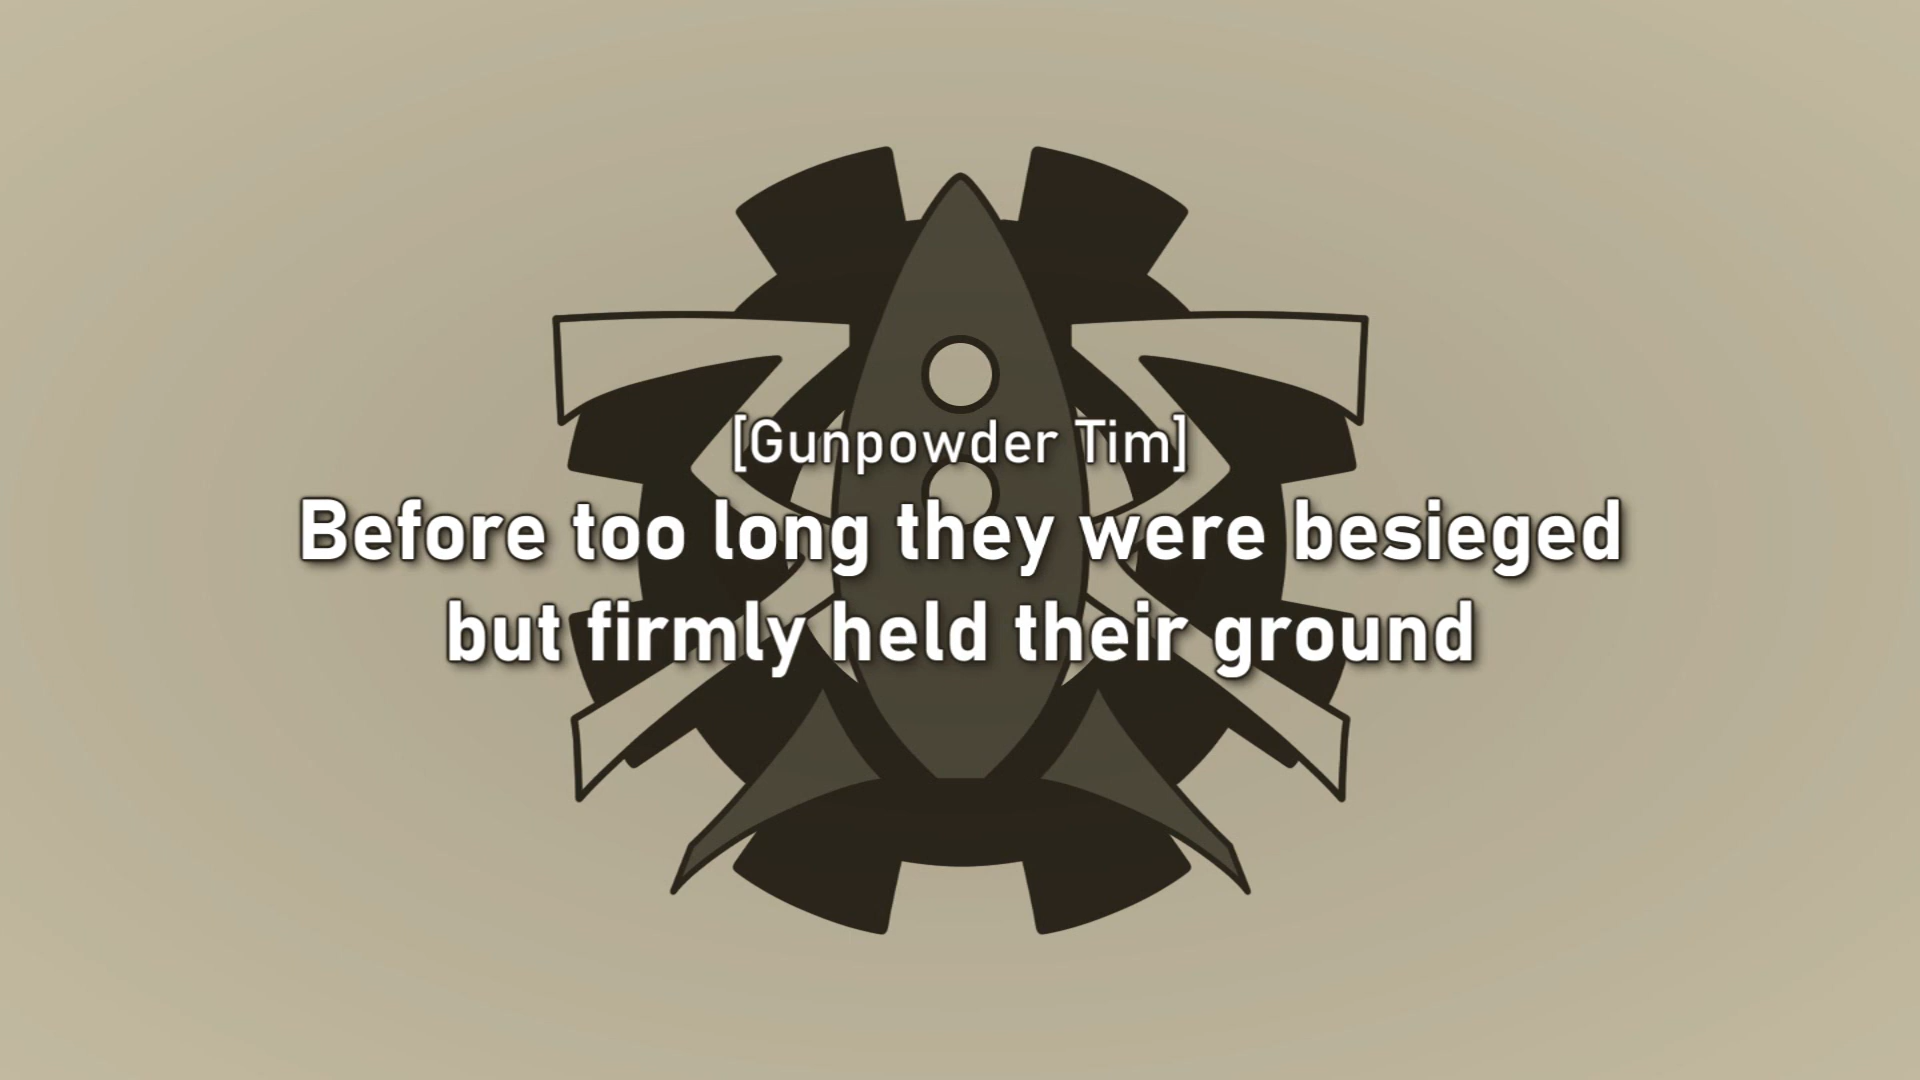 [Gunpowder Tim]
Before too long they were besieged
but firmly held their ground